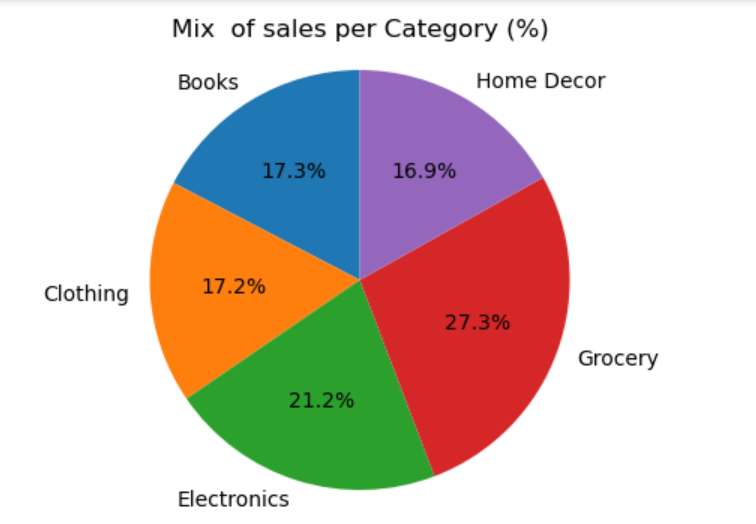 Mix  of sales per Category (%)
Books
Home Decor
17.3%
16.9%
Clothing
17.2%
27.3%
Grocery
21.2%
Electronics